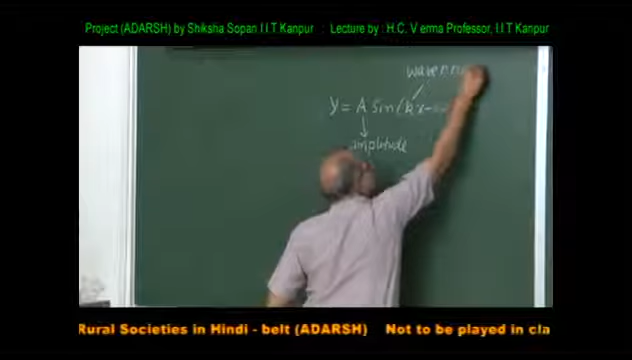 Project (ADARSH) by Shiksha Sopan I.I.T Kanpur : Lecture by : H.C. V erma Professor, I.I.T Kanpur
y = A sin(kx-
amplitude
Rural Societies in Hindi - belt (ADARSH) Not to be played in cla